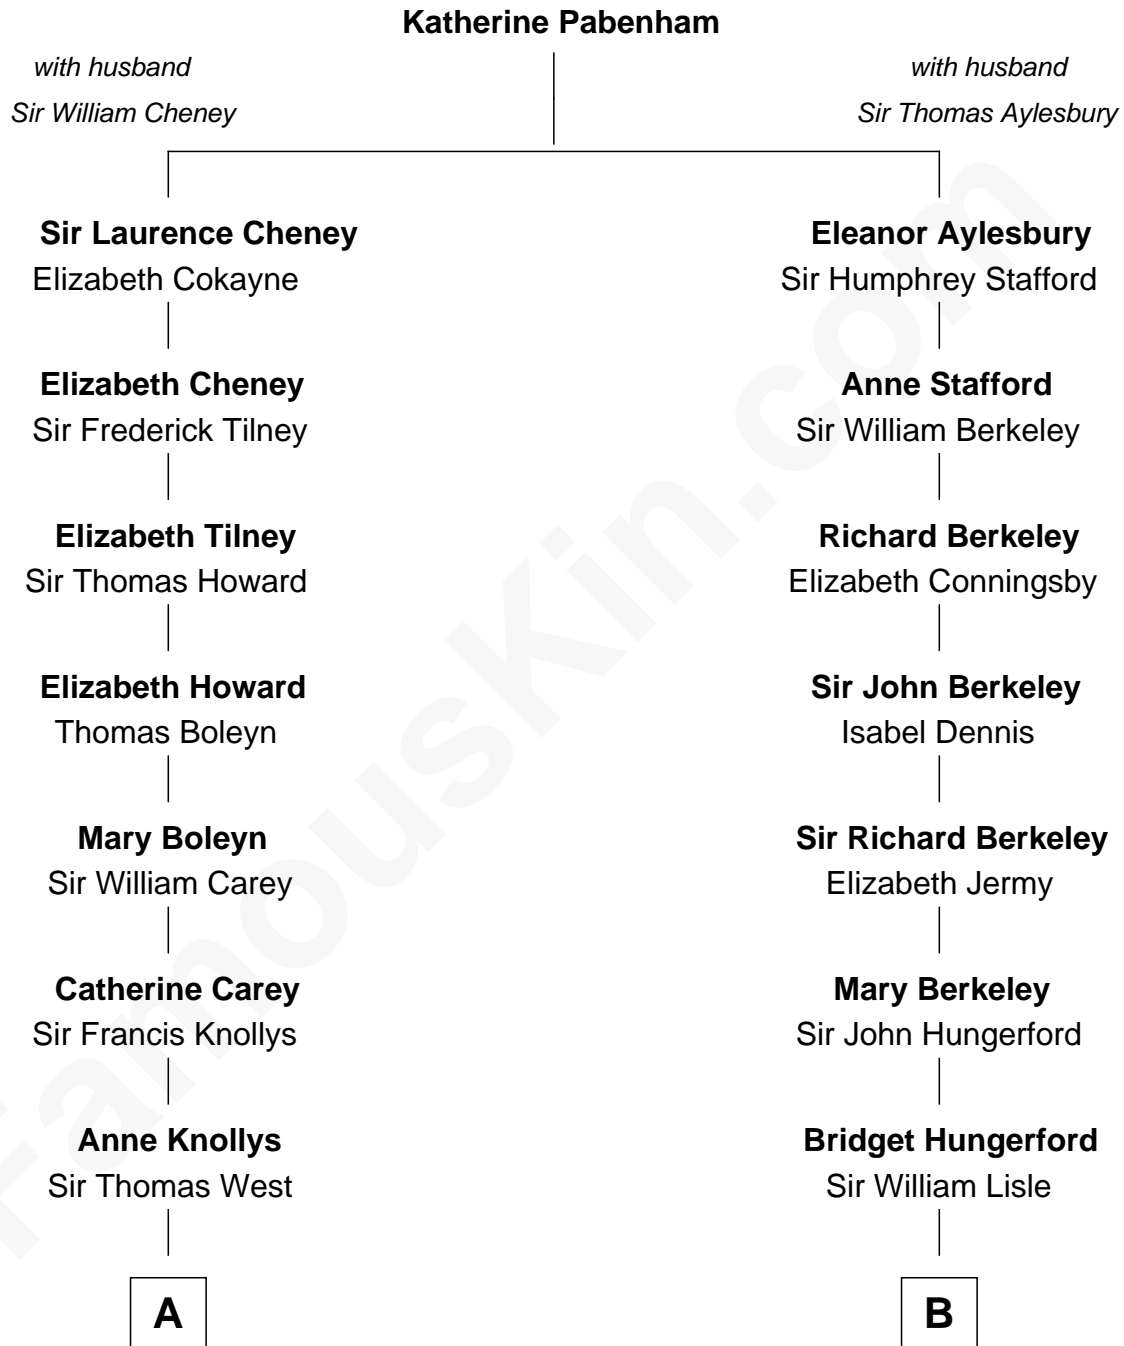 Katherine Pabenham
with husband
Sir William Cheney
with husband
Sir Thomas Aylesbury
Sir Laurence Cheney
Elizabeth Cokayne
Eleanor Aylesbury
Sir Humphrey Stafford
Elizabeth Cheney
Sir Frederick Tilney
Anne Stafford
Sir William Berkeley
Elizabeth Tilney
Sir Thomas Howard
Richard Berkeley
Elizabeth Conningsby
Elizabeth Howard
Thomas Boleyn
Sir John Berkeley
Isabel Dennis
Mary Boleyn
Sir William Carey
Sir Richard Berkeley
Elizabeth Jermy
Catherine Carey
Sir Francis Knollys
Mary Berkeley
Sir John Hungerford
Anne Knollys
Sir Thomas West
Bridget Hungerford
Sir William Lisle
A
B
FamousKin.com